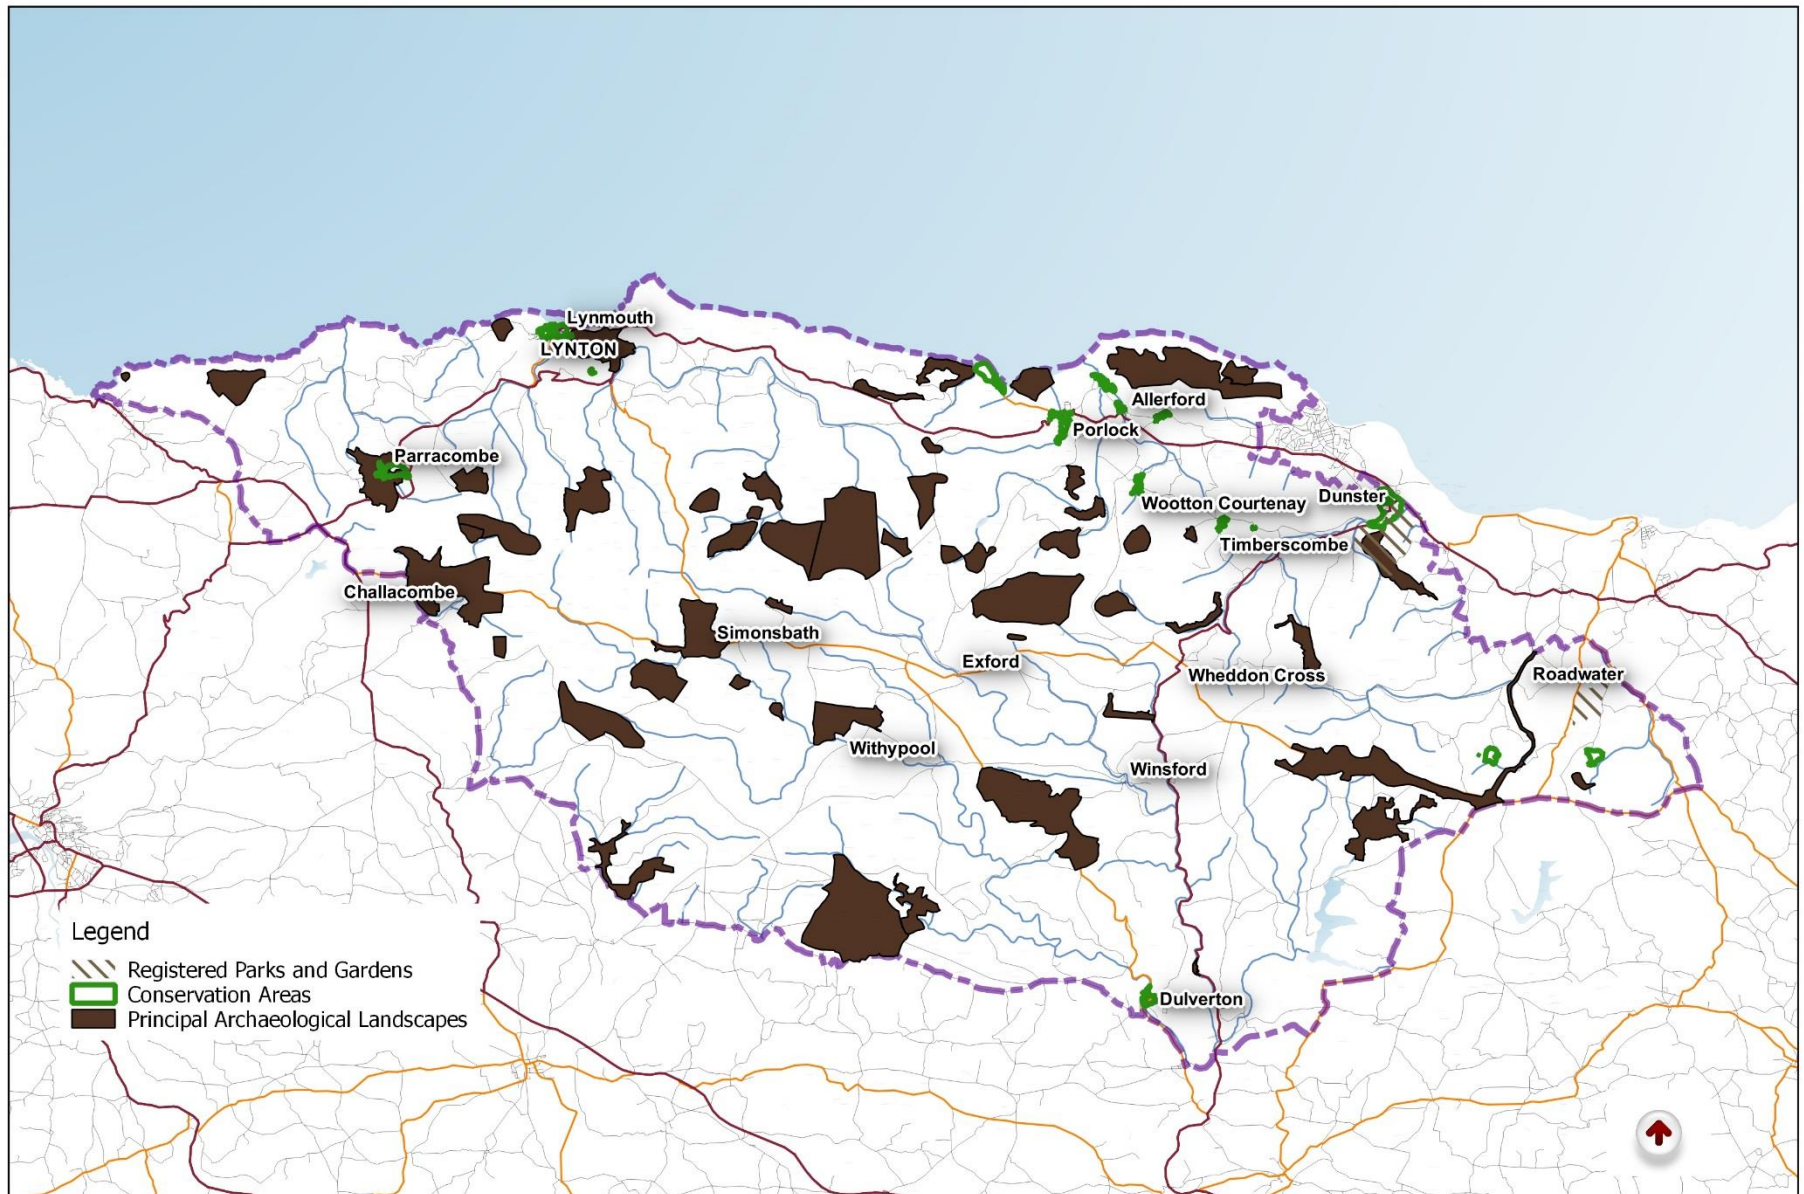 Lynmouth
LYNTON
Allerford
Porlock
Parracombe
Wootton Courtenay
Dunster
Timberscombe
Challacombe
Simonsbath
Exford
Wheddon Cross
Roadwater
Withypool
Winsford
Dulverton
Legend
Registered Parks and Gardens
Conservation Areas
Principal Archaeological Landscapes